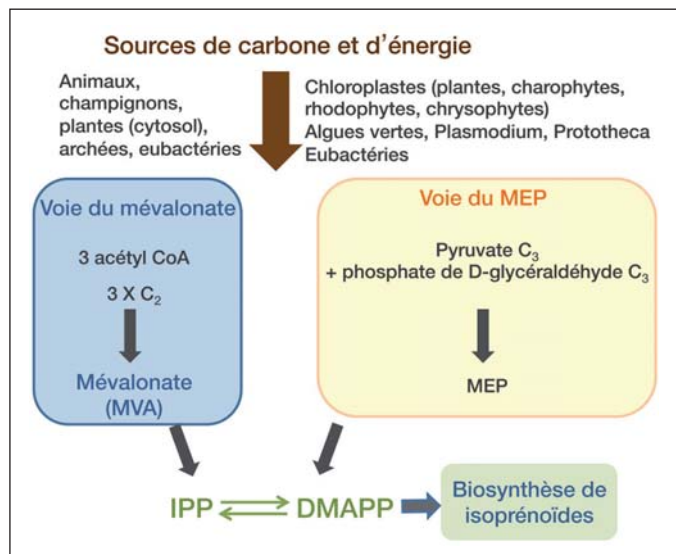 Sources de carbone et d'énergie
Animaux,
champignons,
plantes (cytosol),
archées, eubactéries
Chloroplastes (plantes, charophytes,
rhodophytes, chrysophytes)
Algues vertes, Plasmodium, Prototheca
Eubactéries
Voie du mévalonate
3 acétyl CoA
3 X C₂
Mévalonate
(MVA)
Voie du MEP
Pyruvate C₃
+ phosphate de D-glycéraldéhyde C₃
MEP
IPP
DMAPP
Biosynthèse de
isoprénoïdes